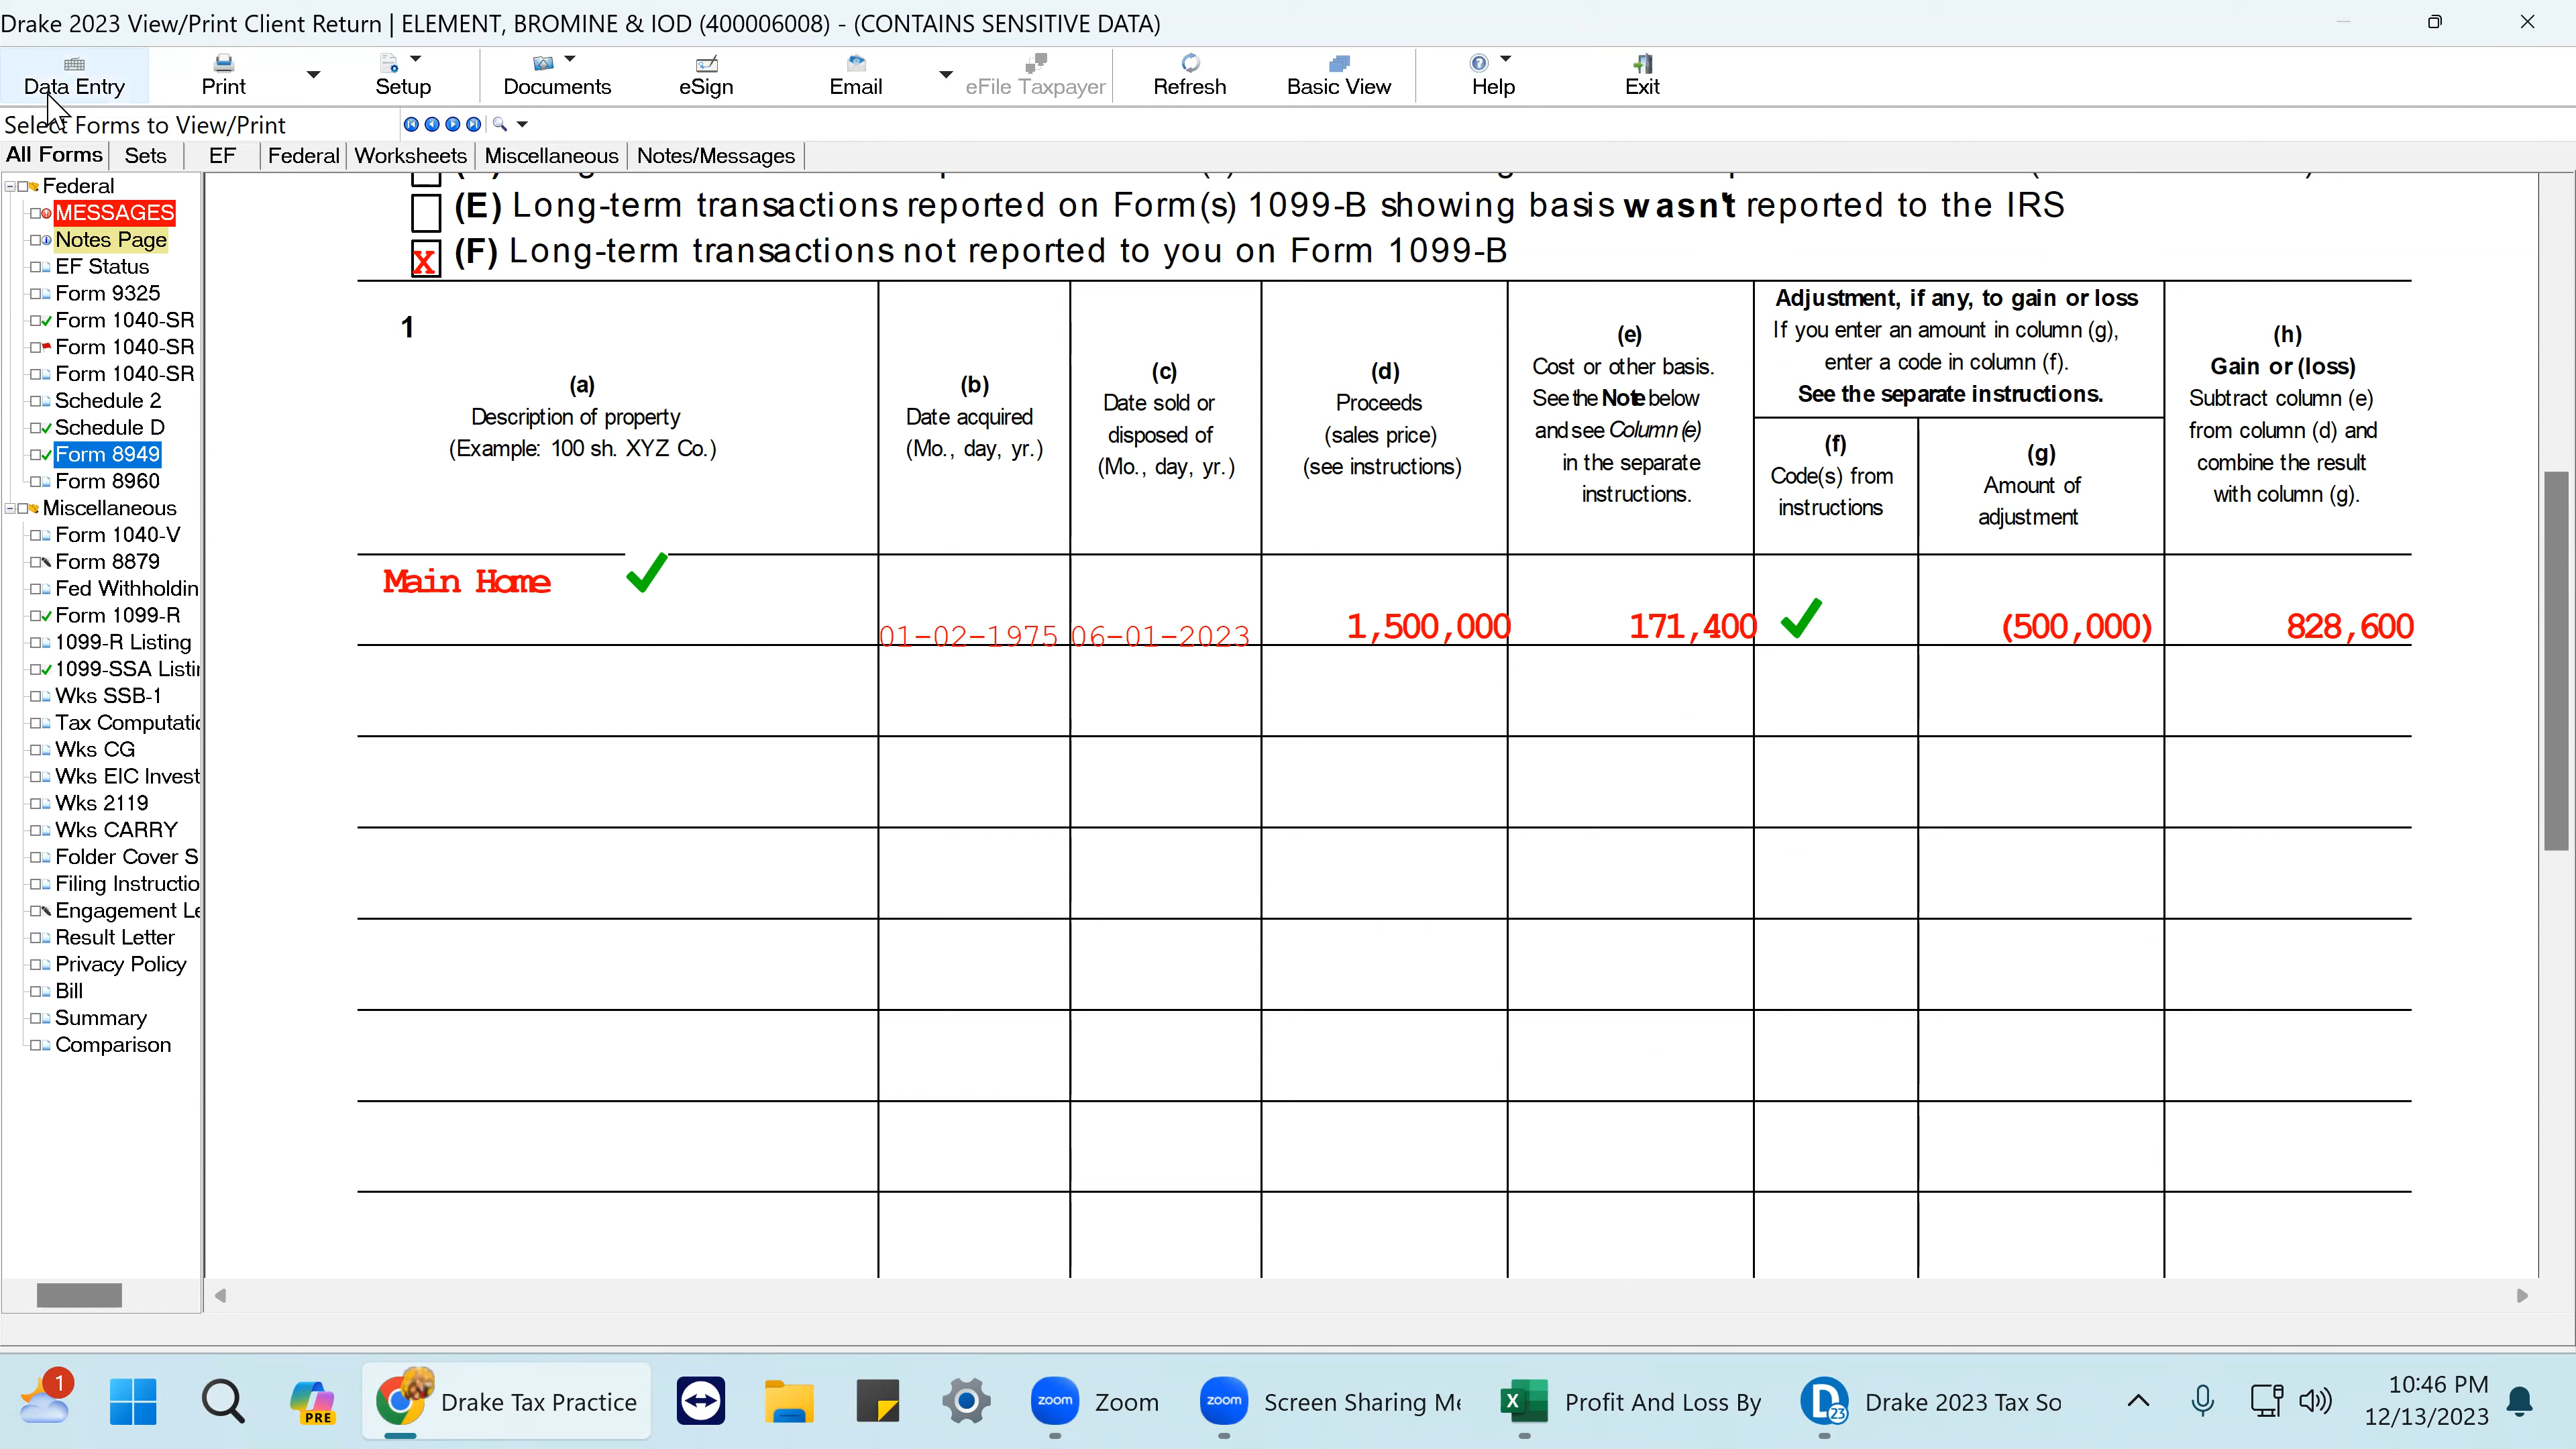 Drake 2023 View/Print Client Return | ELEMENT, BROMINE & IOD (400006008) - (CONTAINS SENSITIVE DATA)
Data Entry Print Setup Documents eSign Email eFile Taxpayer Refresh Basic View Help Exit
Select Forms to View/Print
All Forms Sets EF Federal Worksheets Miscellaneous Notes/Messages
Federal
MESSAGES
Notes Page
EF Status
Form 9325
Form 1040-SR
Form 1040-SR
Form 1040-SR
Schedule 2
Schedule D
Form 8949
Form 8960
Miscellaneous
Form 1040-V
Form 8879
Fed Withholdin
Form 1099-R
1099-R Listing
1099-SSA Listi
Wks SSB-1
Tax Computati
Wks CG
Wks EIC Invest
Wks 2119
Wks CARRY
Folder Cover S
Filing Instructio
Engagement Le
Result Letter
Privacy Policy
Bill
Summary
Comparison
(E) Long-term transactions reported on Form(s) 1099-B showing basis wasn't reported to the IRS
X (F) Long-term transactions not reported to you on Form 1099-B
1
(a)
Description of property
(Example: 100 sh. XYZ Co.)
(b)
Date acquired
(Mo., day, yr.)
(c)
Date sold or
disposed of
(Mo., day, yr.)
(d)
Proceeds
(sales price)
(see instructions)
(e)
Cost or other basis.
See the Note below
and see Column (e)
in the separate
instructions.
Adjustment, if any, to gain or loss
If you enter an amount in column (g),
enter a code in column (f).
See the separate instructions.
(f)
Code(s) from
instructions
(g)
Amount of
adjustment
(h)
Gain or (loss)
Subtract column (e)
from column (d) and
combine the result
with column (g).
Main Home
01-02-1975 06-01-2023 1,500,000 171,400 (500,000) 828,600
1 PRE Drake Tax Practice zoom Zoom zoom Screen Sharing Me X Profit And Loss By D 23 Drake 2023 Tax So
10:46 PM
12/13/2023